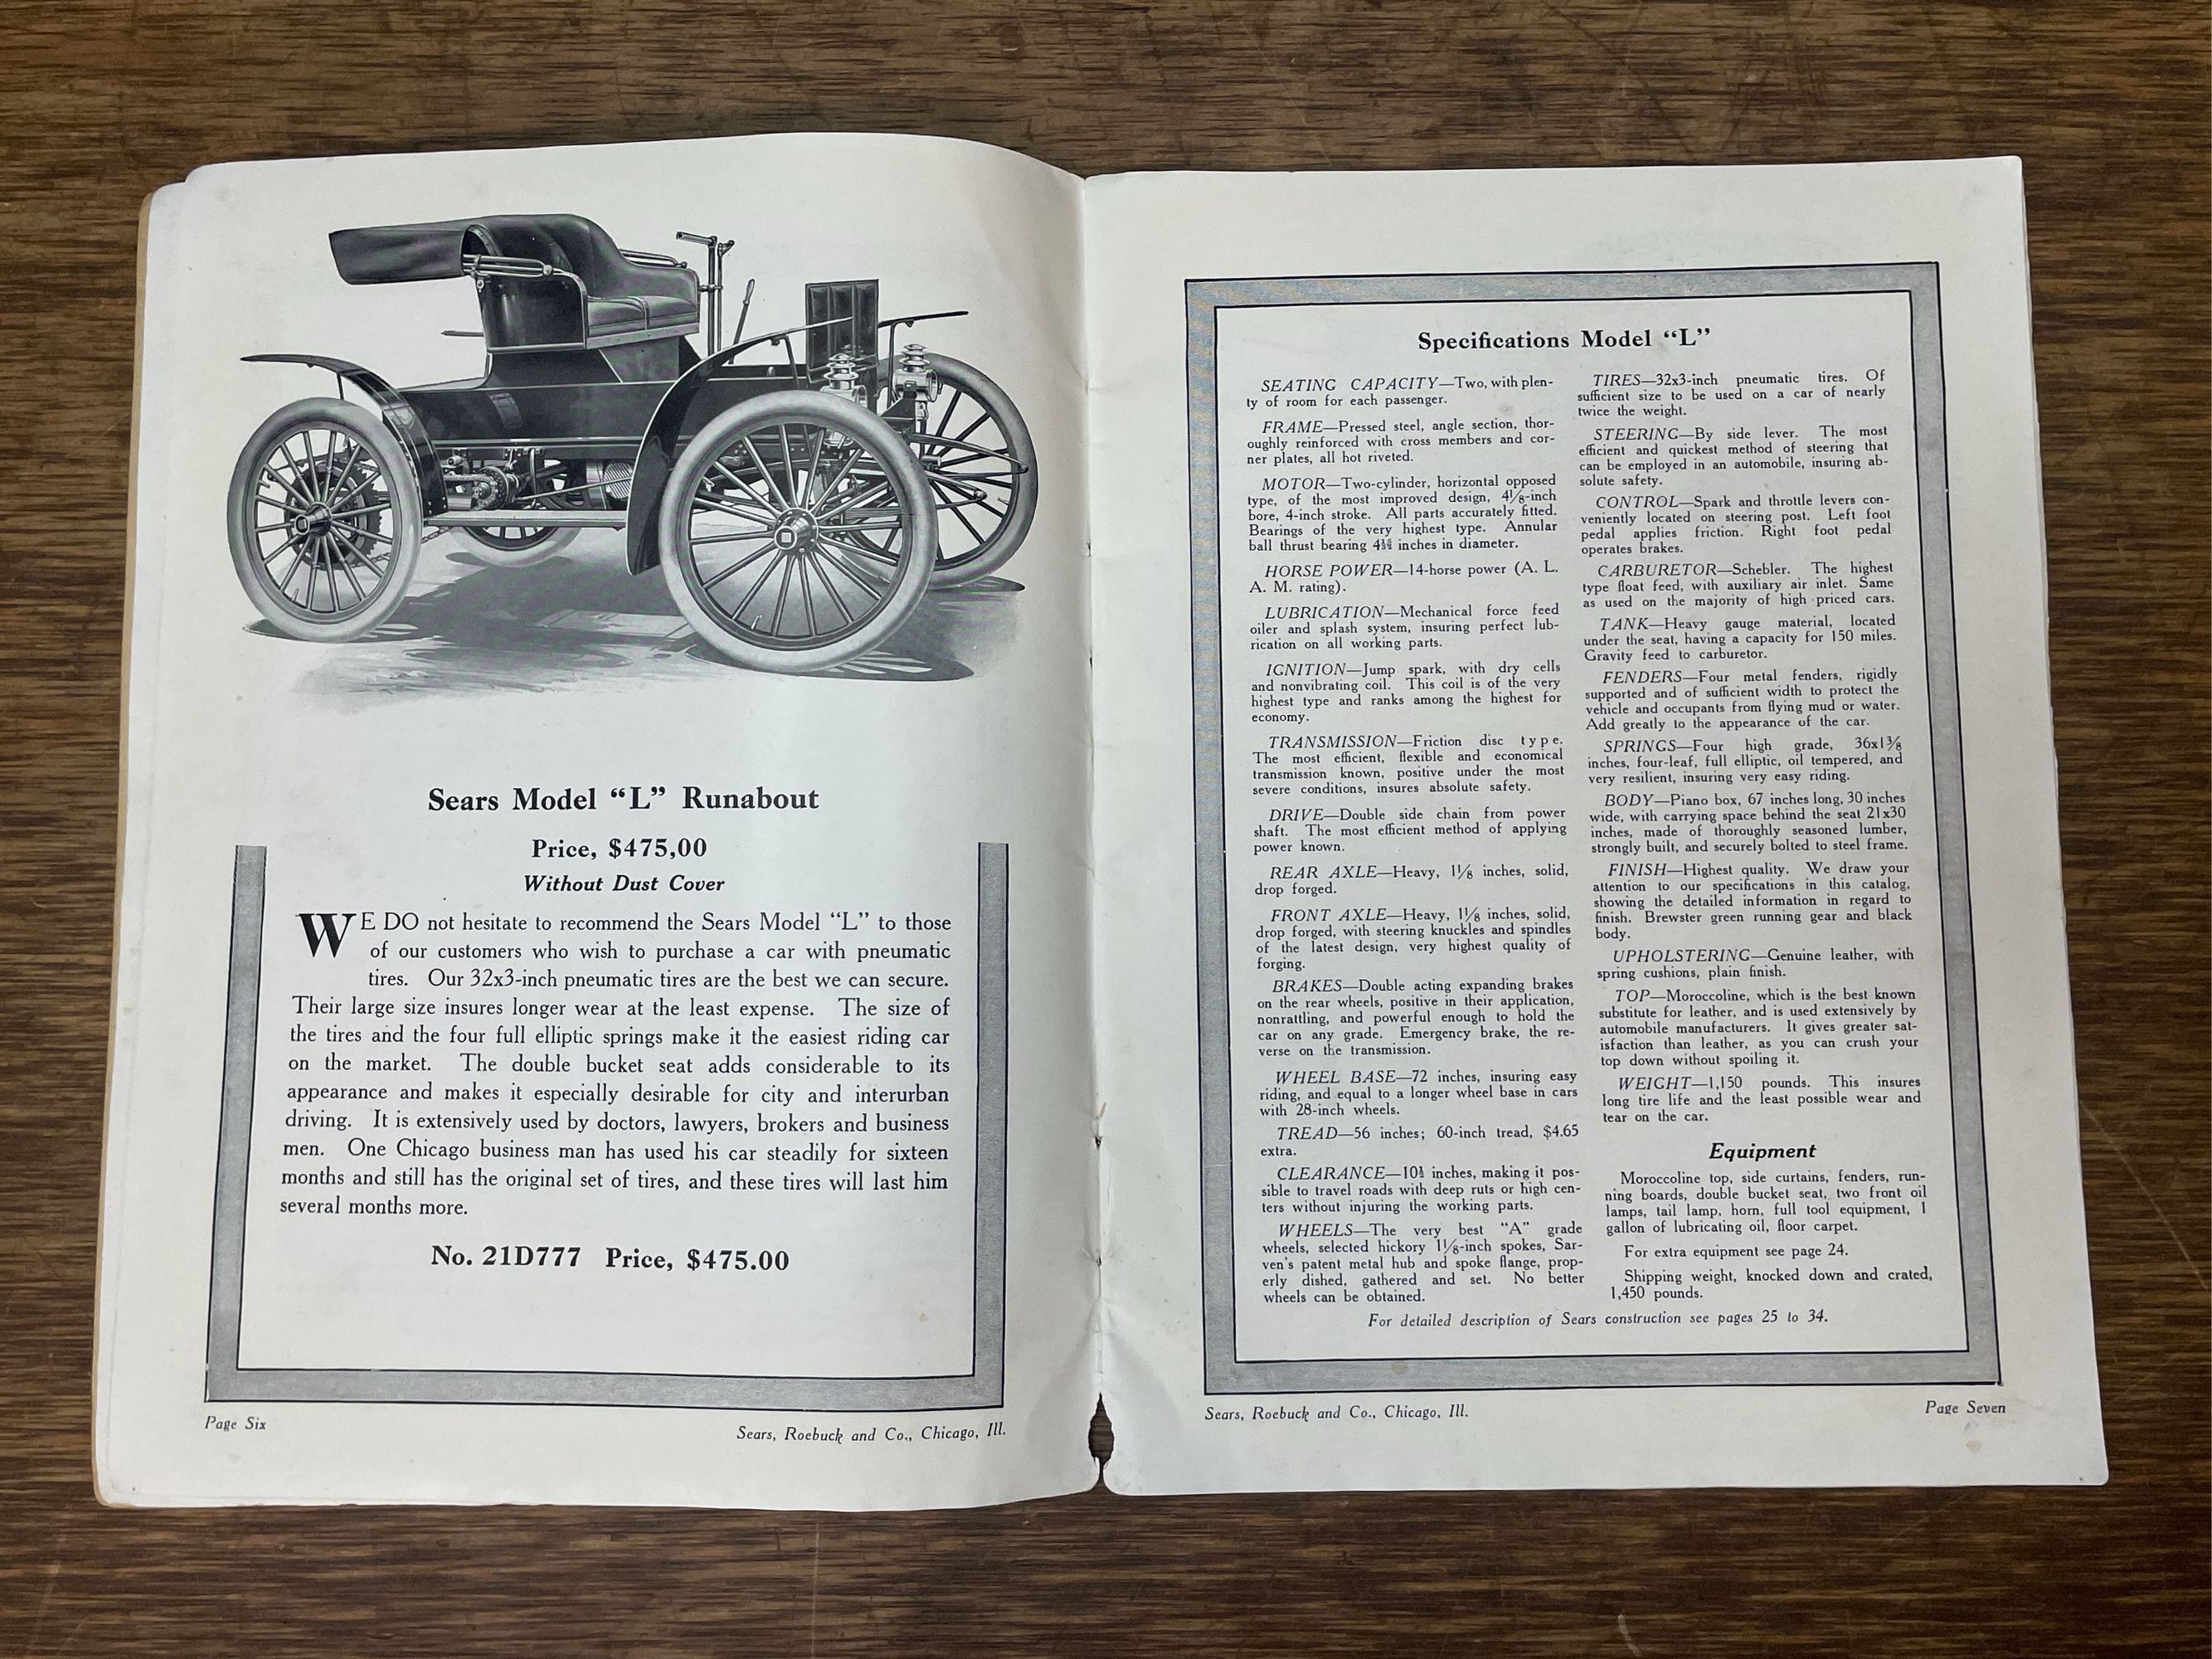 Sears Model “L” Runabout
Price, $475,00
Without Dust Cover
WE DO not hesitate to recommend the Sears Model “L” to those
of our customers who wish to purchase a car with pneumatic
tires. Our 32x3-inch pneumatic tires are the best we can secure.
Their large size insures longer wear at the least expense. The size of
the tires and the four full elliptic springs make it the easiest riding car
on the market. The double bucket seat adds considerable to its
appearance and makes it especially desirable for city and interurban
driving. It is extensively used by doctors, lawyers, brokers and business
men. One Chicago business man has used his car steadily for sixteen
months and still has the original set of tires, and these tires will last him
several months more.
No. 21D777 Price, $475.00
Page Six
Sears, Roebuck and Co., Chicago, Ill.
Specifications Model “L”
SEATING CAPACITY—Two, with plen-
ty of room for each passenger.
FRAME—Pressed steel, angle section, thor-
oughly reinforced with cross members and cor-
ner plates, all hot riveted.
MOTOR—Two-cylinder, horizontal opposed
type, of the most improved design, 4⅛-inch
bore, 4-inch stroke. All parts accurately fitted.
Bearings of the very highest type. Annular
ball thrust bearing inches in diameter.
HORSE POWER—14-horse power (A. L.
A. M. rating).
LUBRICATION—Mechanical force feed
oiler and splash system, insuring perfect lub-
rication on all working parts.
IGNITION—Jump spark, with dry cells
and nonvibrating coil. This coil is of the very
highest type and ranks among the highest for
economy.
TRANSMISSION—Friction disc type.
The most efficient, flexible and economical
transmission known, positive under the most
severe conditions, insures absolute safety.
DRIVE—Double side chain from power
shaft. The most efficient method of applying
power known.
REAR AXLE—Heavy, 1⅛ inches, solid,
drop forged.
FRONT AXLE—Heavy, 1⅛ inches, solid,
drop forged, with steering knuckles and spindles
of the latest design, very highest quality of
forging.
BRAKES—Double acting expanding brakes
on the rear wheels, positive in their application,
nonrattling, and powerful enough to hold the
car on any grade. Emergency brake, the re-
verse on the transmission.
WHEEL BASE—72 inches, insuring easy
riding, and equal to a longer wheel base in cars
with 28-inch wheels.
TREAD—56 inches; 60-inch tread, $4.65
extra.
CLEARANCE— inches, making it pos-
sible to travel roads with deep ruts or high cen-
ters without injuring the working parts.
WHEELS—The very best “A” grade
wheels, selected hickory 1⅛-inch spokes, Sar-
ven’s patent metal hub and spoke flange, prop-
erly dished, gathered and set. No better
wheels can be obtained.
TIRES—32x3-inch pneumatic tires. Of
sufficient size to be used on a car of nearly
twice the weight.
STEERING—By side lever. The most
efficient and quickest method of steering that
can be employed in an automobile, insuring ab-
solute safety.
CONTROL—Spark and throttle levers con-
veniently located on steering post. Left foot
pedal applies friction. Right foot pedal
operates brakes.
CARBURETOR—Schebler. The highest
type float feed, with auxiliary air inlet. Same
as used on the majority of high priced cars.
TANK—Heavy gauge material, located
under the seat, having a capacity for 150 miles.
Gravity feed to carburetor.
FENDERS—Four metal fenders, rigidly
supported and of sufficient width to protect the
vehicle and occupants from flying mud or water.
Add greatly to the appearance of the car.
SPRINGS—Four high grade, 36x1⅜
inches, four-leaf, full elliptic, oil tempered, and
very resilient, insuring very easy riding.
BODY—Piano box, 67 inches long, 30 inches
wide, with carrying space behind the seat 21x30
inches, made of thoroughly seasoned lumber,
strongly built, and securely bolted to steel frame.
FINISH—Highest quality. We draw your
attention to our specifications in this catalog,
showing the detailed information in regard to
finish. Brewster green running gear and black
body.
UPHOLSTERING—Genuine leather, with
spring cushions, plain finish.
TOP—Moroccoline, which is the best known
substitute for leather, and is used extensively by
automobile manufacturers. It gives greater sat-
isfaction than leather, as you can crush your
top down without spoiling it.
WEIGHT—1,150 pounds. This insures
long tire life and the least possible wear and
tear on the car.
Equipment
Moroccoline top, side curtains, fenders, run-
ning boards, double bucket seat, two front oil
lamps, tail lamp, horn, full tool equipment, 1
gallon of lubricating oil, floor carpet.
For extra equipment see page 24.
Shipping weight, knocked down and crated,
1,450 pounds.
For detailed description of Sears construction see pages 25 to 34.
Sears, Roebuck and Co., Chicago, Ill.
Page Seven